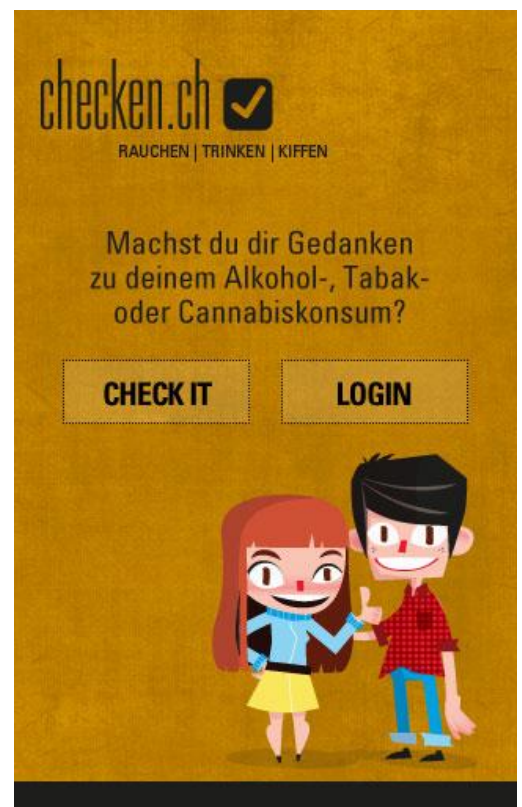 checken.ch
RAUCHEN | TRINKEN | KIFFEN
Machst du dir Gedanken
zu deinem Alkohol-, Tabak-
oder Cannabiskonsum?
CHECK IT
LOGIN